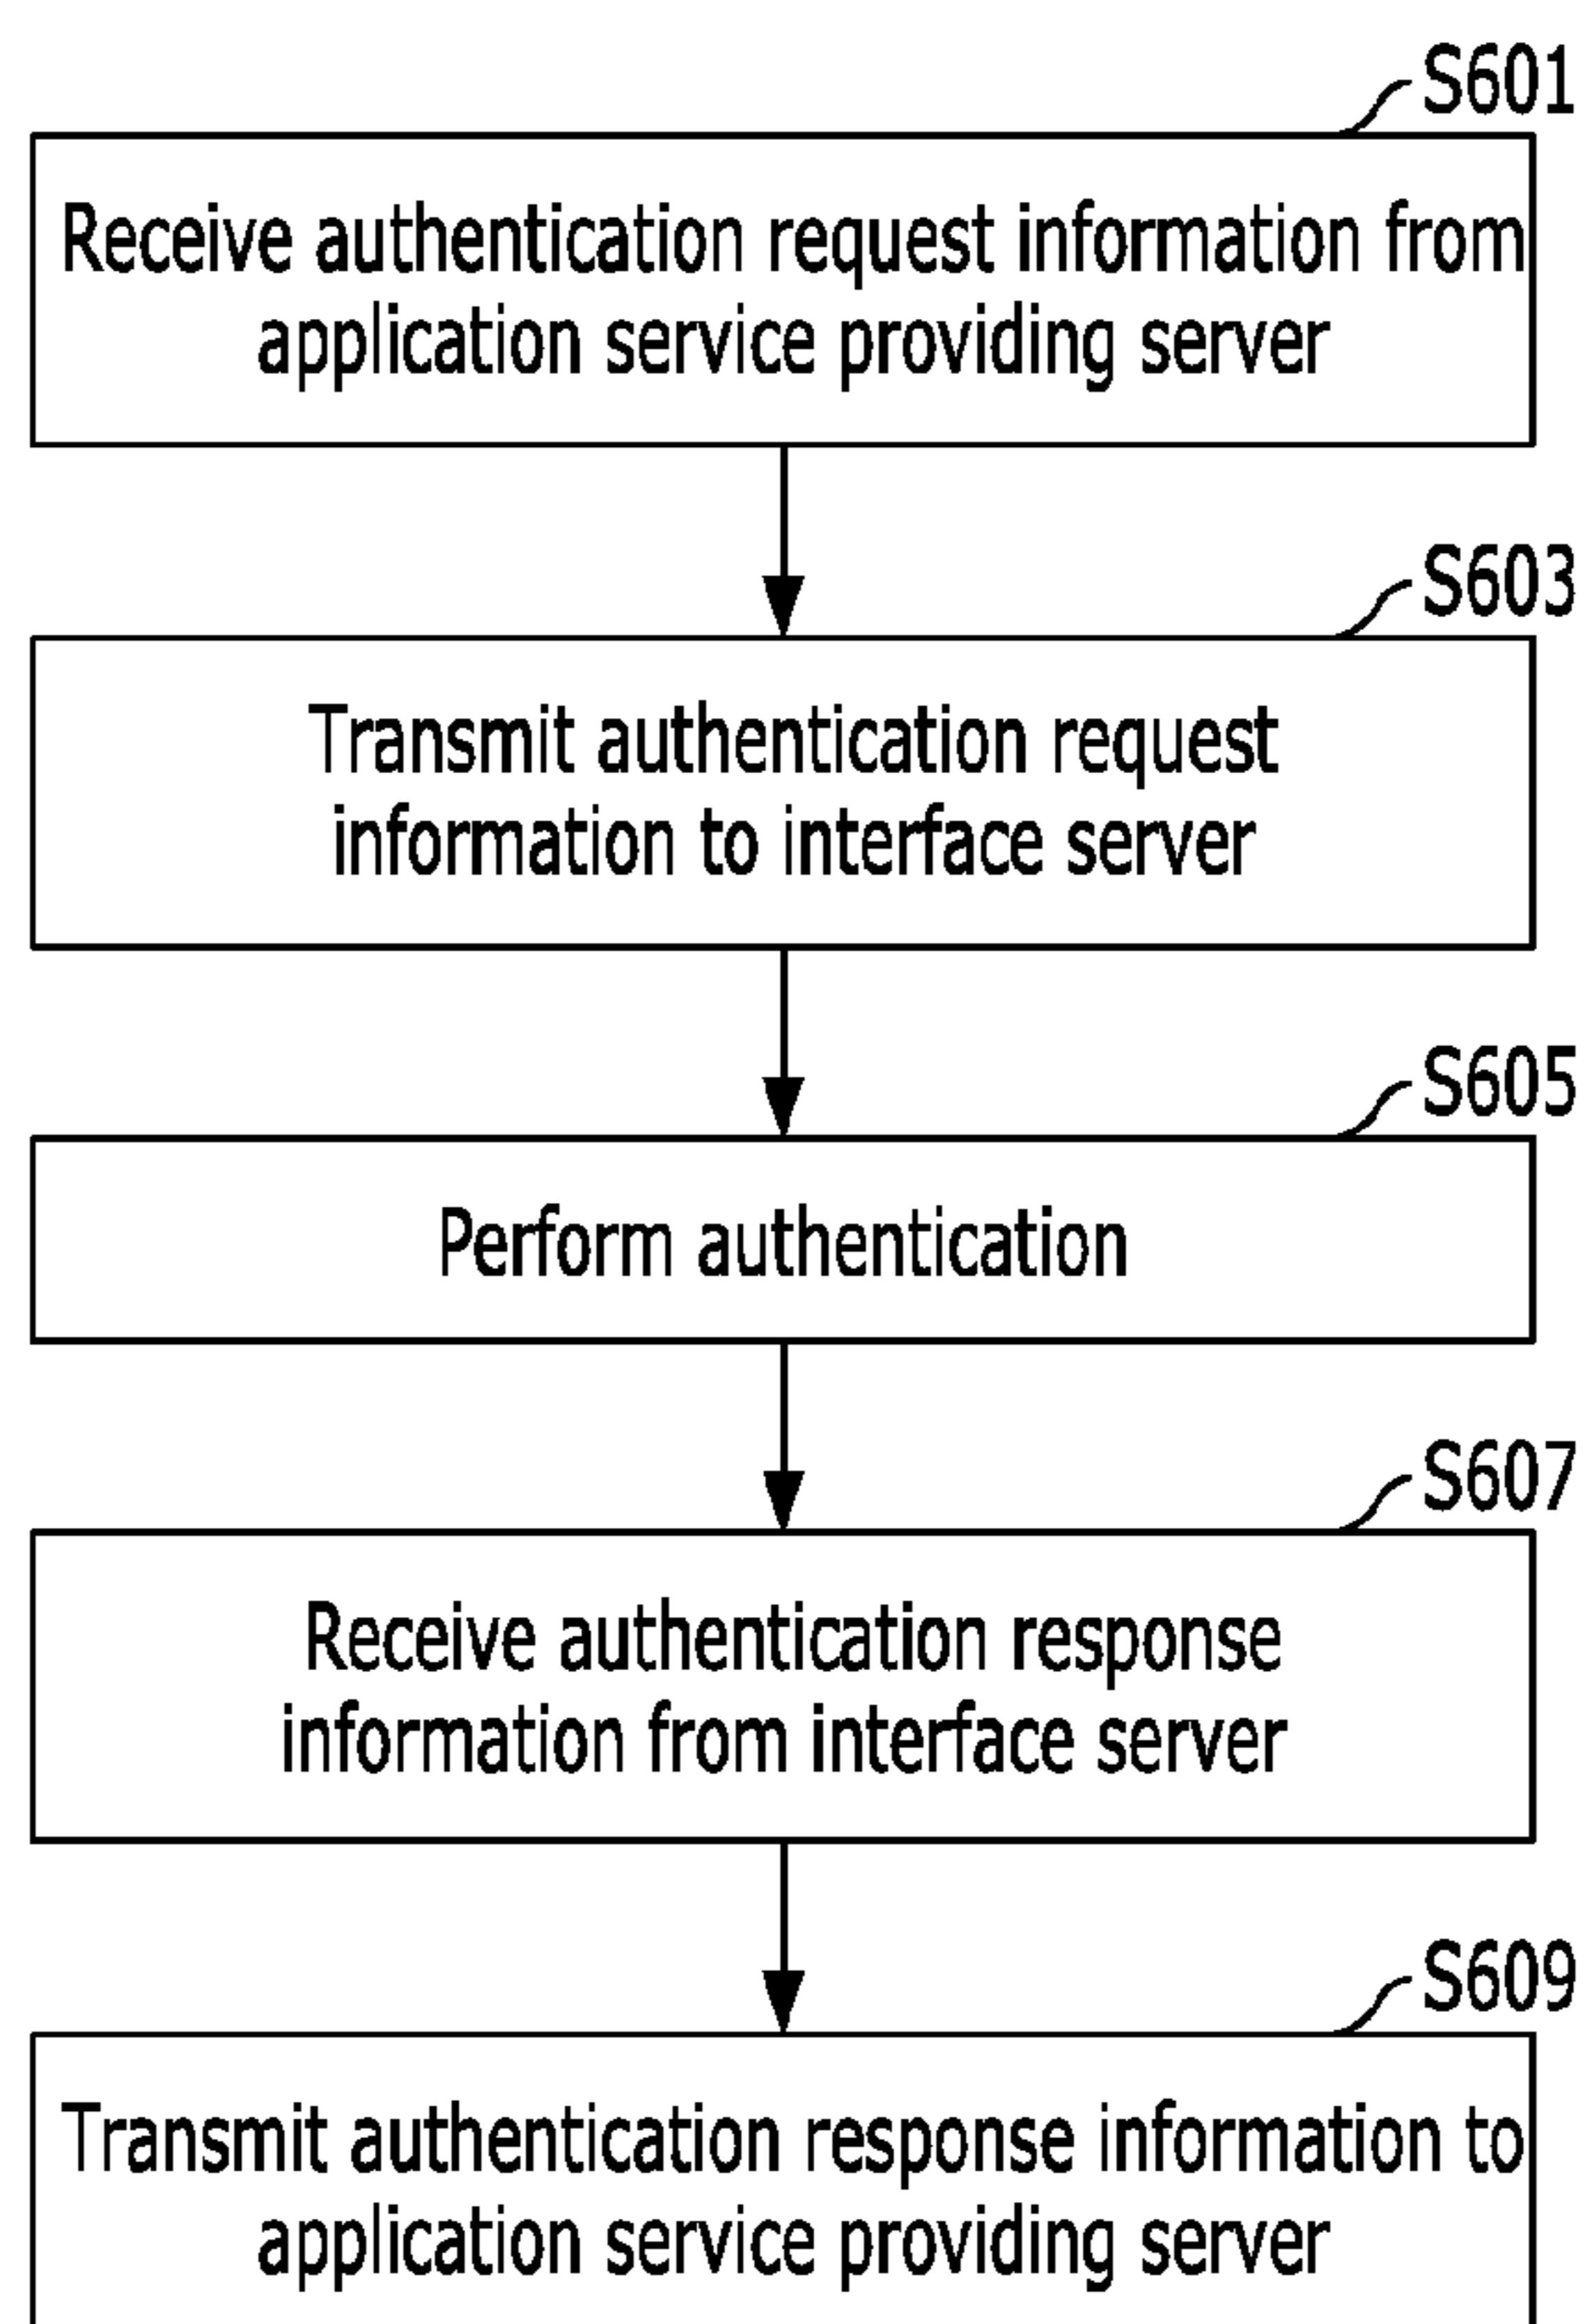 S601
Receive authentication request information from
application service providing server
S603
Transmit authentication request
information to interface server
S605
Perform authentication
S607
Receive authentication response
information from interface server
S609
Transmit authentication response information to
application service providing server